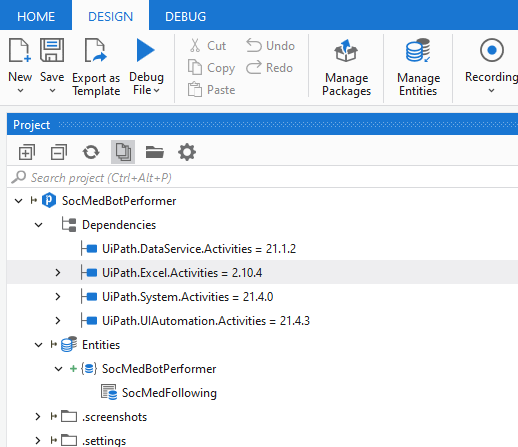 HOME DESIGN DEBUG
New Save Export as Template Debug File Cut Copy Paste Undo Redo Manage Packages Manage Entities Recording
Project
Search project (Ctrl+Alt+P)
SocMedBotPerformer
Dependencies
UiPath.DataService.Activities = 21.1.2
UiPath.Excel.Activities = 2.10.4
UiPath.System.Activities = 21.4.0
UiPath.UIAutomation.Activities = 21.4.3
Entities
SocMedBotPerformer
SocMedFollowing
.screenshots
.settings